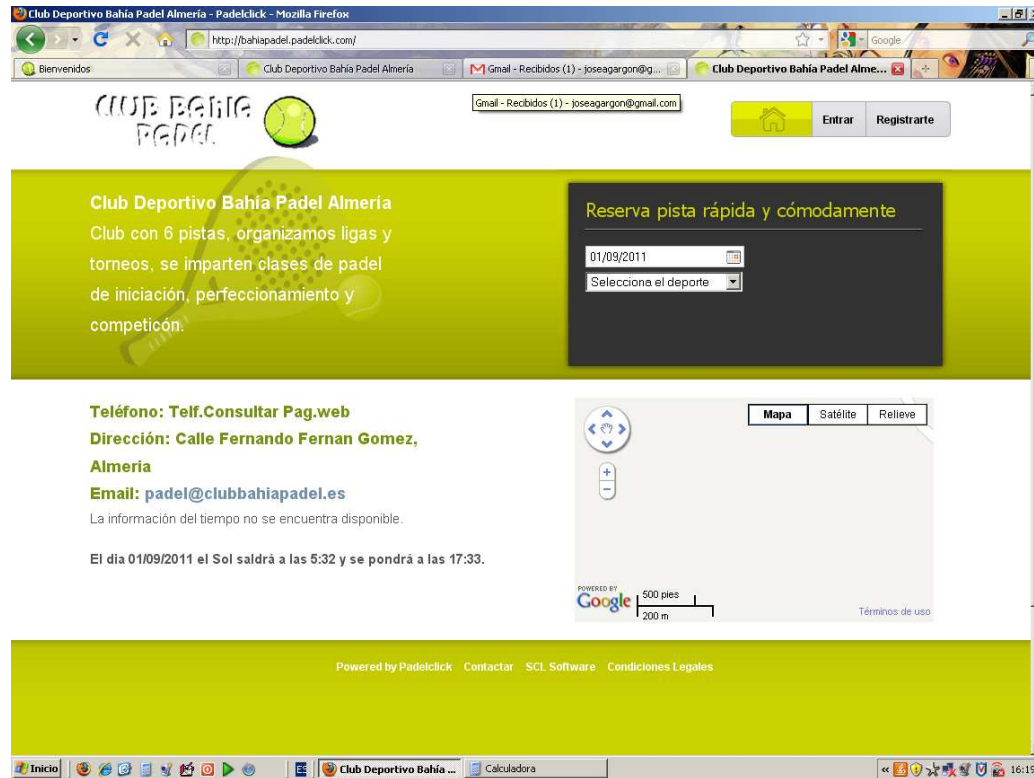 Club Deportivo Bahía Padel Almería - Padelclick - Mozilla Firefox
http://bahiapadel.padelclick.com/
Google
Bienvenidos
Club Deportivo Bahía Padel Almería
Gmail - Recibidos (1) - joseagargon@g...
Club Deportivo Bahía Padel Alme...
Gmail - Recibidos (1) - joseagargon@gmail.com
CLUB BAHIA
PADEL
Entrar
Registrarte
Club Deportivo Bahía Padel Almería
Club con 6 pistas, organizamos ligas y
torneos, se imparten clases de padel
de iniciación, perfeccionamiento y
competicón.
Reserva pista rápida y cómodamente
01/09/2011
Selecciona el deporte
Teléfono: Telf.Consultar Pag.web
Dirección: Calle Fernando Fernan Gomez,
Almeria
Email: padel@clubbahiapadel.es
La información del tiempo no se encuentra disponible.
El dia 01/09/2011 el Sol saldrá a las 5:32 y se pondrá a las 17:33.
Mapa
Satélite
Relieve
POWERED BY
Google
500 pies
200 m
Términos de uso
Powered by Padelclick Contactar SCL Software Condiciones Legales
Inicio
ES
Club Deportivo Bahía ...
Calculadora
16:15